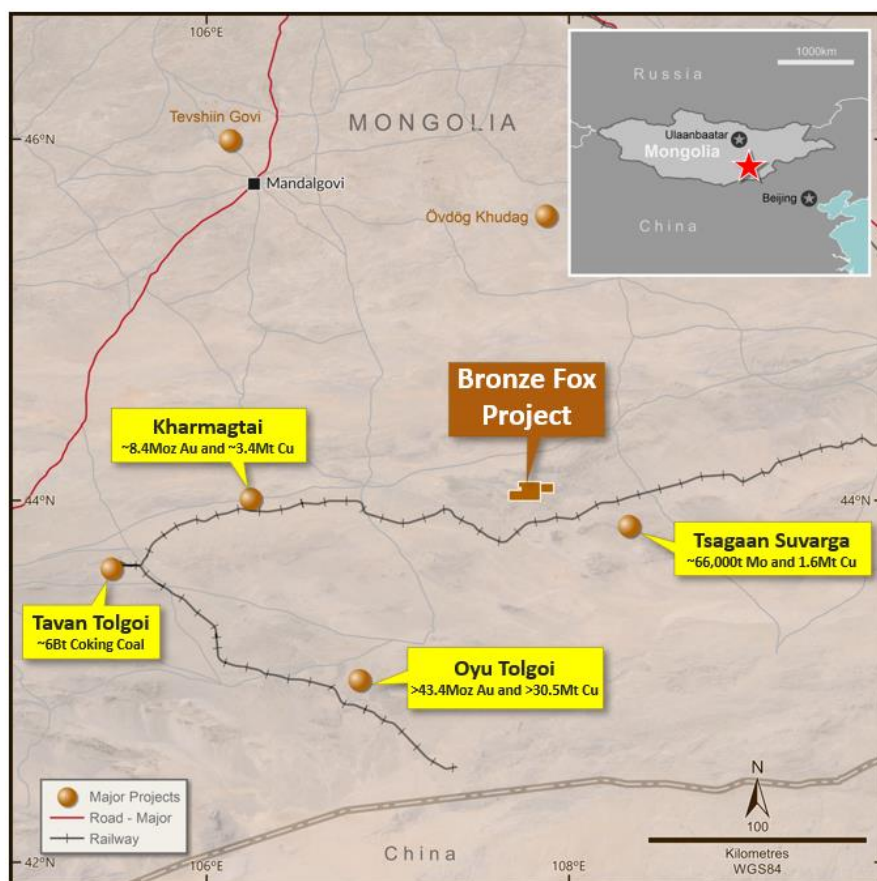 106°E
1000km
Russia
Ulaanbaatar
Mongolia
Beijing
China
Tevshiin Govi
MONGOLIA
46°N
Mandalgovi
Övdög Khudag
Bronze Fox
Project
Kharmagtai
~8.4Moz Au and ~3.4Mt Cu
44°N
44°N
Tsagaan Suvarga
~66,000t Mo and 1.6Mt Cu
Tavan Tolgoi
~6Bt Coking Coal
Oyu Tolgoi
>43.4Moz Au and >30.5Mt Cu
Major Projects
Road - Major
Railway
N
100
Kilometres
WGS84
China
42°N
106°E
108°E